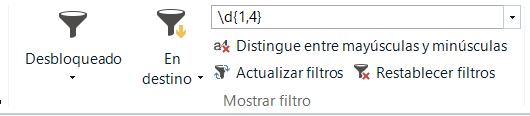 \d{1,4}
Distingue entre mayúsculas y minúsculas
Desbloqueado
En
destino
Actualizar filtros Restablecer filtros
Mostrar filtro